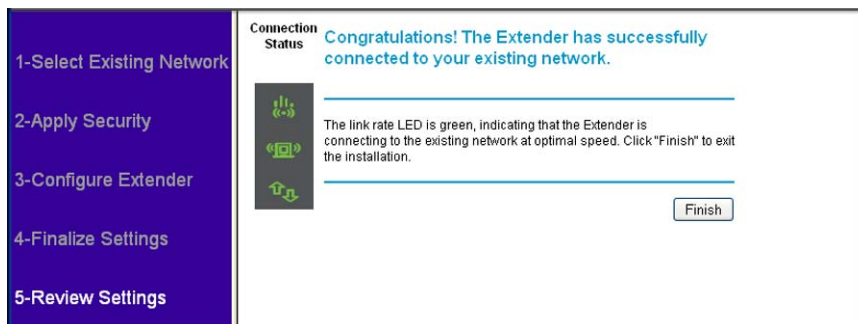 1-Select Existing Network
2-Apply Security
3-Configure Extender
4-Finalize Settings
5-Review Settings
Connection
Status
Congratulations! The Extender has successfully
connected to your existing network.
The link rate LED is green, indicating that the Extender is
connecting to the existing network at optimal speed. Click "Finish" to exit
the installation.
Finish